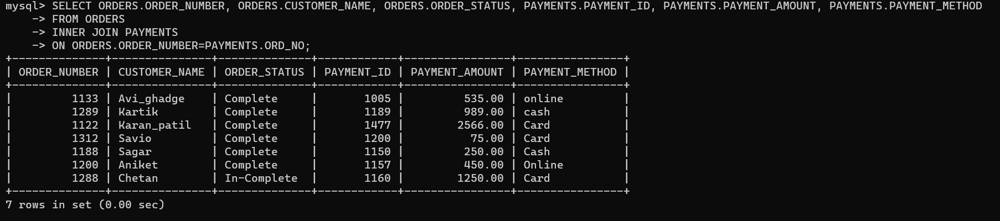 mysql> SELECT ORDERS.ORDER_NUMBER, ORDERS.CUSTOMER_NAME, ORDERS.ORDER_STATUS, PAYMENTS.PAYMENT_ID, PAYMENTS.PAYMENT_AMOUNT, PAYMENTS.PAYMENT_METHOD
    -> FROM ORDERS
    -> INNER JOIN PAYMENTS
    -> ON ORDERS.ORDER_NUMBER=PAYMENTS.ORD_NO;
+--------------+---------------+--------------+------------+----------------+----------------+
| ORDER_NUMBER | CUSTOMER_NAME | ORDER_STATUS | PAYMENT_ID | PAYMENT_AMOUNT | PAYMENT_METHOD |
+--------------+---------------+--------------+------------+----------------+----------------+
|         1133 | Avi_ghadge    | Complete     |       1005 |         535.00 | online         |
|         1289 | Kartik        | Complete     |       1189 |         989.00 | cash           |
|         1122 | Karan_patil   | Complete     |       1477 |        2566.00 | Card           |
|         1312 | Savio         | Complete     |       1200 |          75.00 | Card           |
|         1188 | Sagar         | Complete     |       1150 |         250.00 | Cash           |
|         1200 | Aniket        | Complete     |       1157 |         450.00 | Online         |
|         1288 | Chetan        | In-Complete  |       1160 |        1250.00 | Card           |
+--------------+---------------+--------------+------------+----------------+----------------+
7 rows in set (0.00 sec)